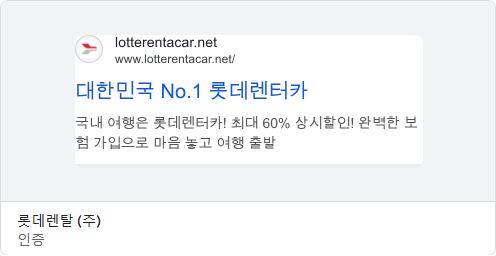 lotterentacar.net
www.lotterentacar.net/
대한민국 No.1 롯데렌터카
국내 여행은 롯데렌터카! 최대 60% 상시할인! 완벽한 보
험 가입으로 마음 놓고 여행 출발
롯데렌탈 (주)
인증